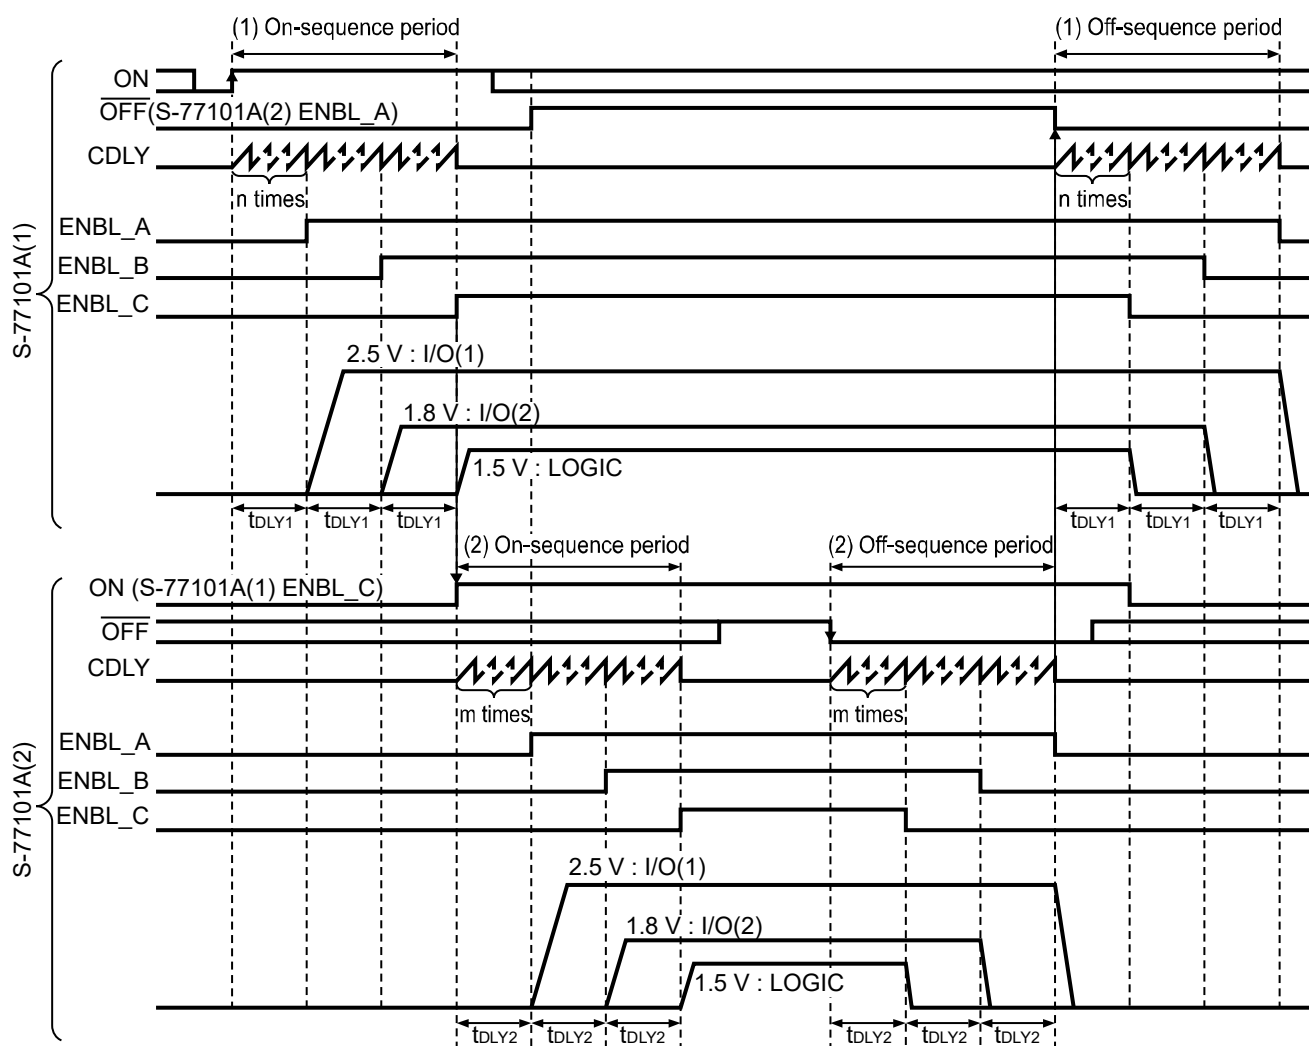 (1) On-sequence period
(1) Off-sequence period
S-77101A(1)
ON
OFF(S-77101A(2) ENBL_A)
CDLY
n times
n times
ENBL_A
ENBL_B
ENBL_C
2.5 V : I/O(1)
1.8 V : I/O(2)
1.5 V : LOGIC
tDLY1
tDLY1
tDLY1
tDLY1
tDLY1
tDLY1
(2) On-sequence period
(2) Off-sequence period
S-77101A(2)
ON (S-77101A(1) ENBL_C)
OFF
CDLY
m times
m times
ENBL_A
ENBL_B
ENBL_C
2.5 V : I/O(1)
1.8 V : I/O(2)
1.5 V : LOGIC
tDLY2
tDLY2
tDLY2
tDLY2
tDLY2
tDLY2